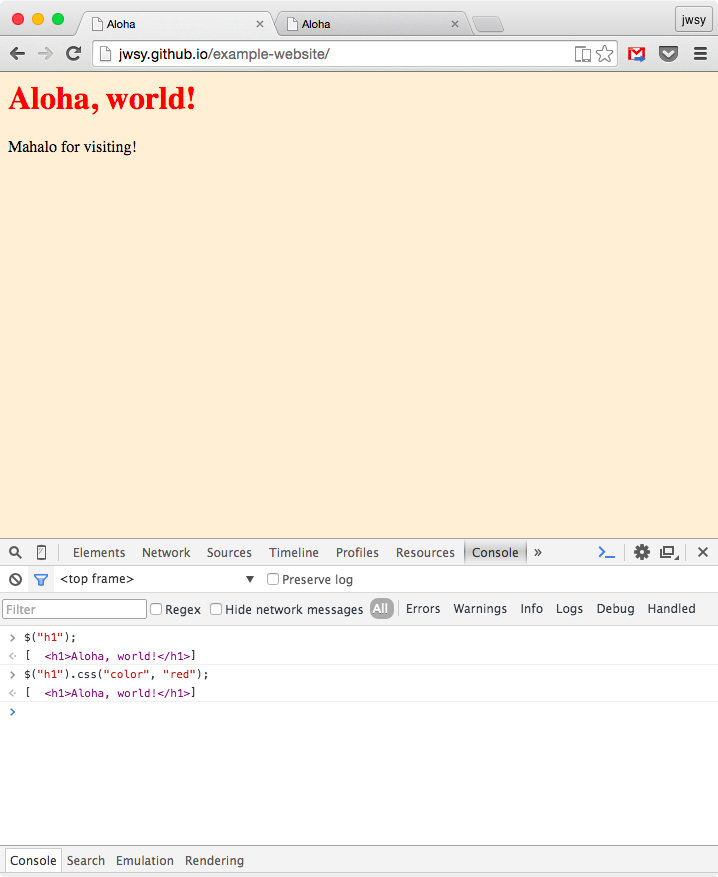 Aloha Aloha jwsy
jwsy.github.io/example-website/
Aloha, world!
Mahalo for visiting!
Elements Network Sources Timeline Profiles Resources Console »
<top frame> Preserve log
Filter Regex Hide network messages All Errors Warnings Info Logs Debug Handled
> $("h1");
[ <h1>Aloha, world!</h1>]
> $("h1").css("color", "red");
[ <h1>Aloha, world!</h1>]
>
Console Search Emulation Rendering